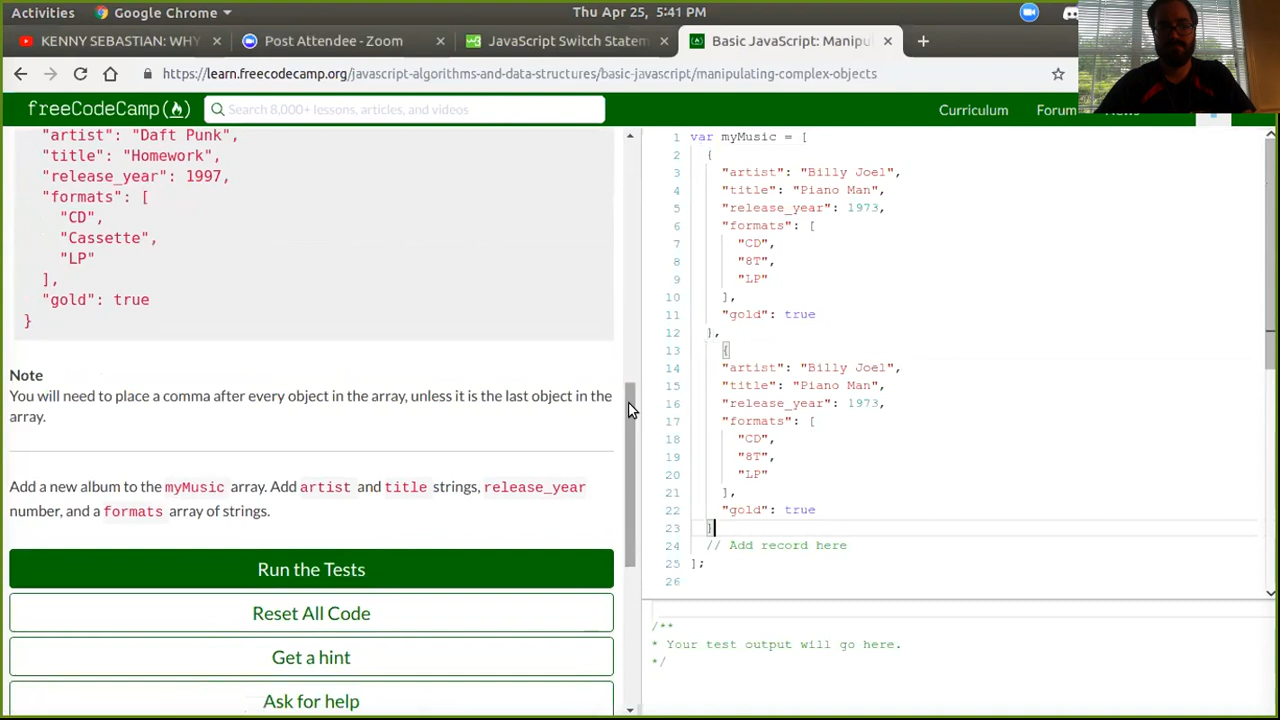 Activities
Google Chrome
Thu Apr 25, 5:41 PM
KENNY SEBASTIAN: WHY
Post Attendee - Zo
JavaScript Switch Statem
Basic JavaScript: Manipul
https://learn.freecodecamp.org/javascript-algorithms-and-data-structures/basic-javascript/manipulating-complex-objects
freeCodeCamp
Search 8,000+ lessons, articles, and videos
Curriculum
Forum
News
"artist": "Daft Punk",
"title": "Homework",
"release_year": 1997,
"formats": [
"CD",
"Cassette",
"LP"
],
"gold": true
}
Note
You will need to place a comma after every object in the array, unless it is the last object in the
array.
Add a new album to the myMusic array. Add artist and title strings, release_year
number, and a formats array of strings.
Run the Tests
Reset All Code
Get a hint
Ask for help
1 var myMusic = [
2 {
3 "artist": "Billy Joel",
4 "title": "Piano Man",
5 "release_year": 1973,
6 "formats": [
7 "CD",
8 "8T",
9 "LP"
10 ],
11 "gold": true
12 },
13 {
14 "artist": "Billy Joel",
15 "title": "Piano Man",
16 "release_year": 1973,
17 "formats": [
18 "CD",
19 "8T",
20 "LP"
21 ],
22 "gold": true
23 }
24 // Add record here
25 ];
26
/**
* Your test output will go here.
*/